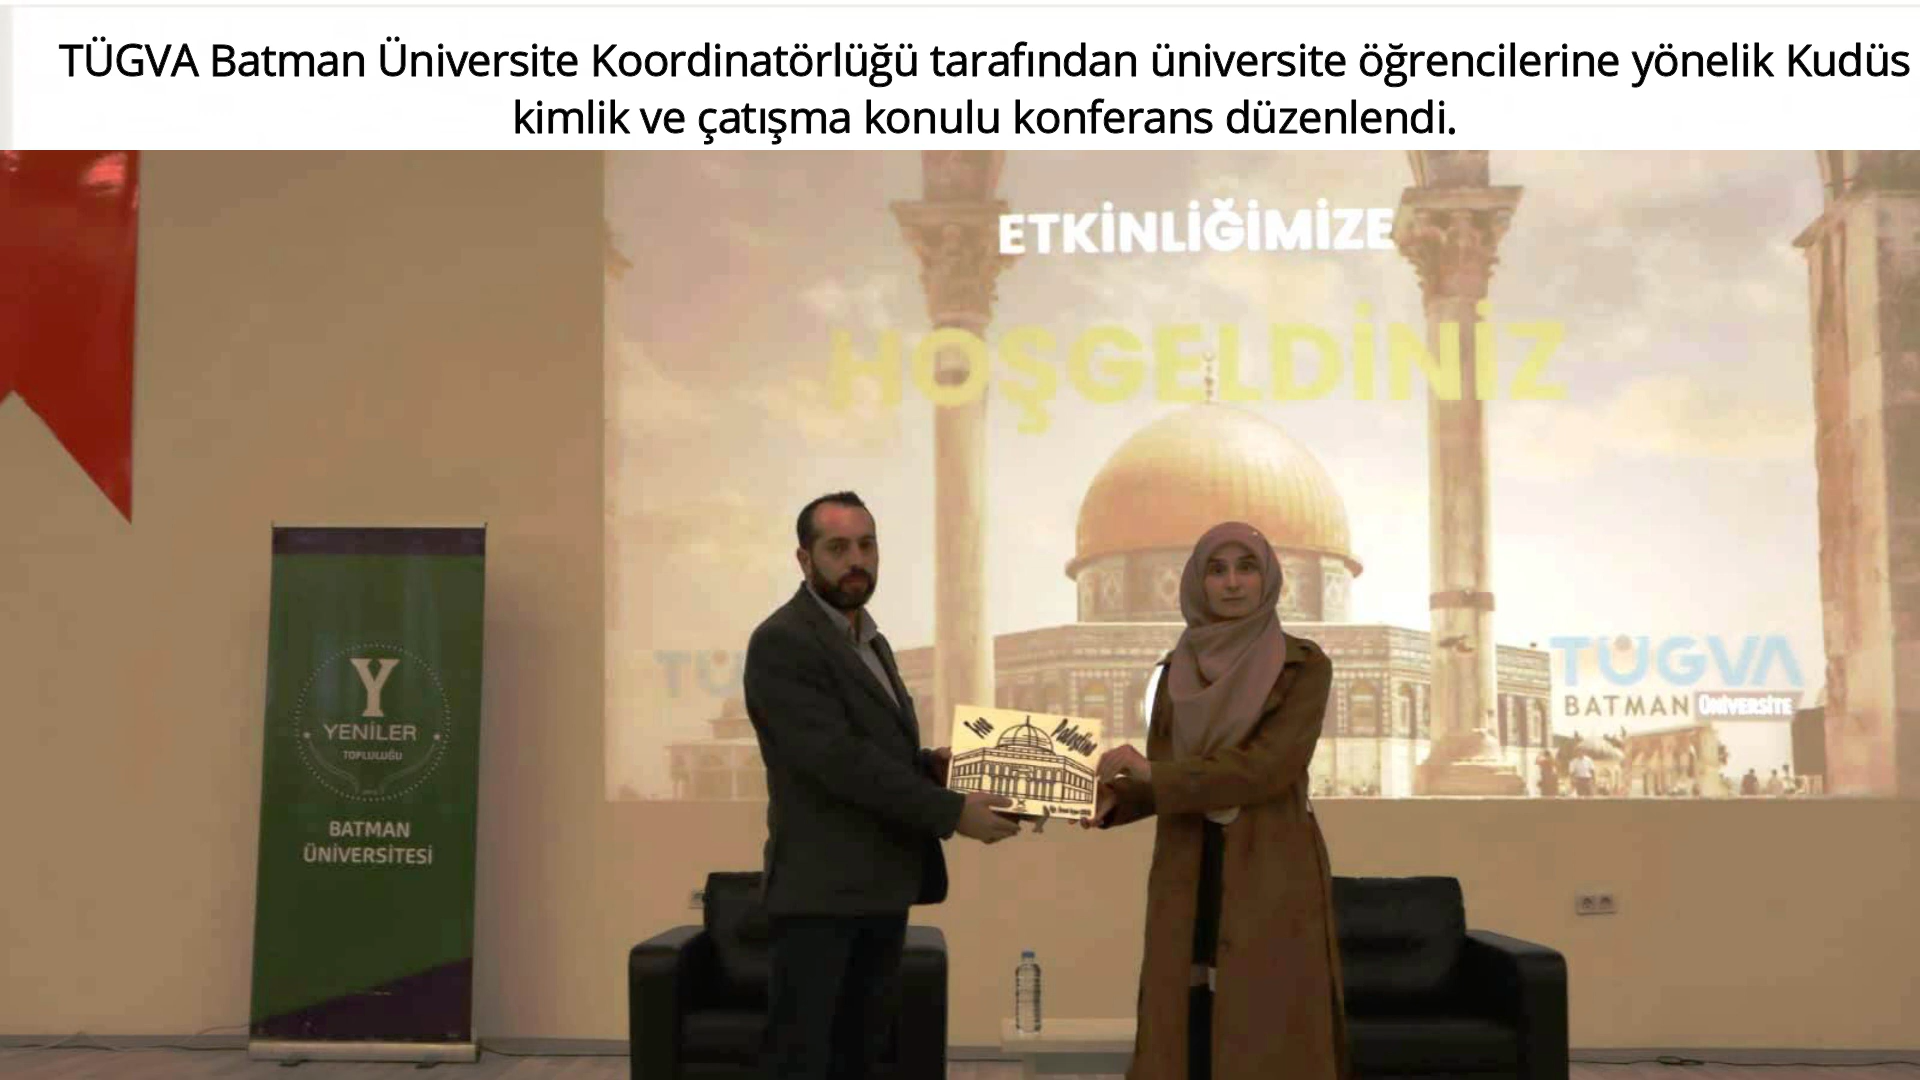 TÜGVA Batman Üniversite Koordinatörlüğü tarafından üniversite öğrencilerine yönelik Kudüs
kimlik ve çatışma konulu konferans düzenlendi.
ETKİNLİĞİMİZE
HOŞGELDİNİZ
TÜ
TÜGVA
BATMAN ÜNİVERSİTE
Y
YENİLER
TOPLULUĞU
BATMAN
ÜNİVERSİTESİ